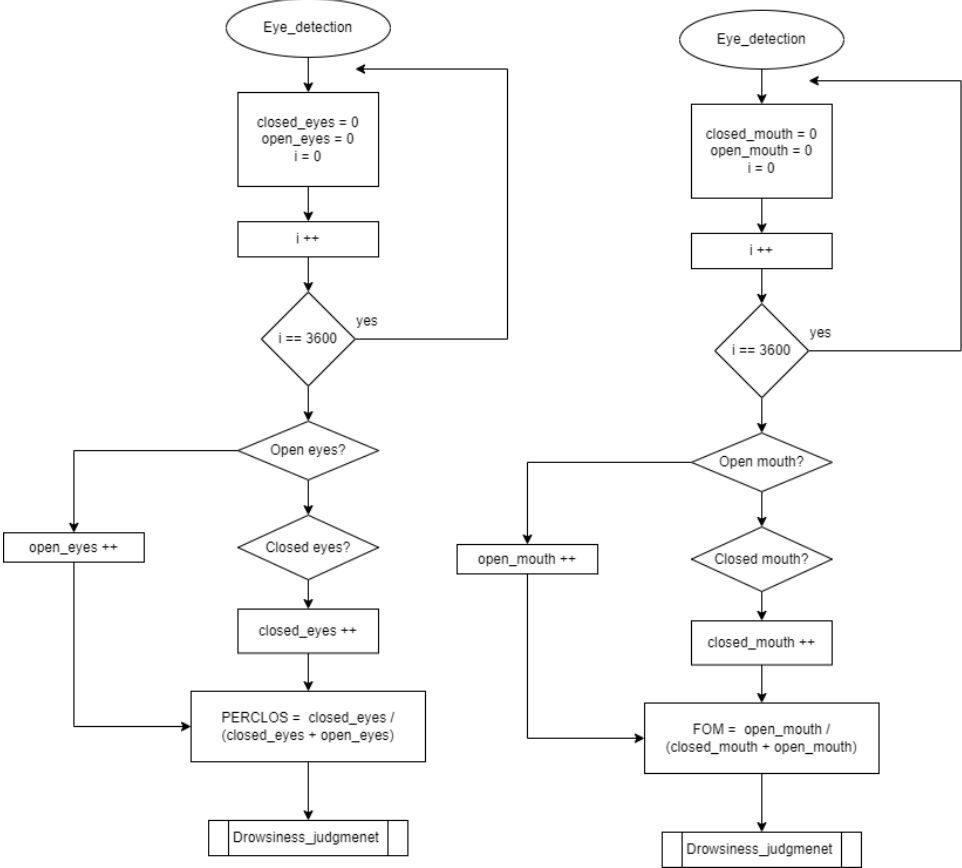 Eye_detection
closed_eyes = 0
open_eyes = 0
i = 0
i ++
i == 3600
yes
Open eyes?
open_eyes ++
Closed eyes?
closed_eyes ++
PERCLOS = closed_eyes /
(closed_eyes + open_eyes)
Drowsiness_judgmenet
Eye_detection
closed_mouth = 0
open_mouth = 0
i = 0
i ++
i == 3600
yes
Open mouth?
open_mouth ++
Closed mouth?
closed_mouth ++
FOM = open_mouth /
(closed_mouth + open_mouth)
Drowsiness_judgmenet